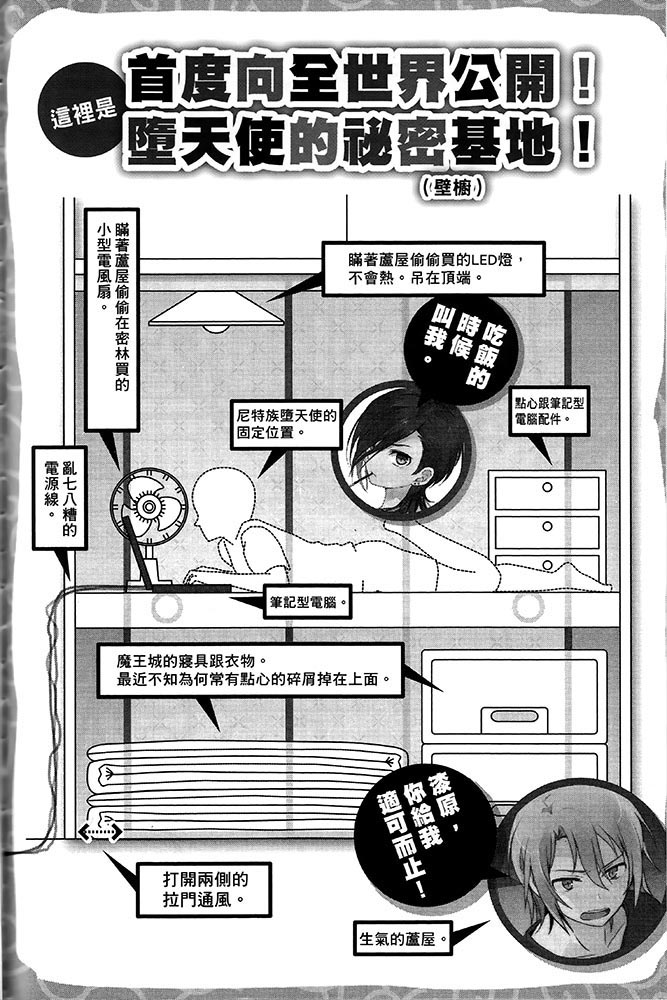 這裡是
首度向全世界公開！
墮天使的祕密基地！
（壁櫥）
瞞著蘆屋偷偷在密林買的
小型電風扇。
瞞著蘆屋偷偷買的LED燈，
不會熱。吊在頂端。
吃飯的
時候
叫我。
尼特族墮天使的
固定位置。
點心跟筆記型
電腦配件。
亂七八糟的
電源線。
筆記型電腦。
魔王城的寢具跟衣物。
最近不知為何常有點心的碎屑掉在上面。
漆原，
你給我
適可而止！
打開兩側的
拉門通風。
生氣的蘆屋。